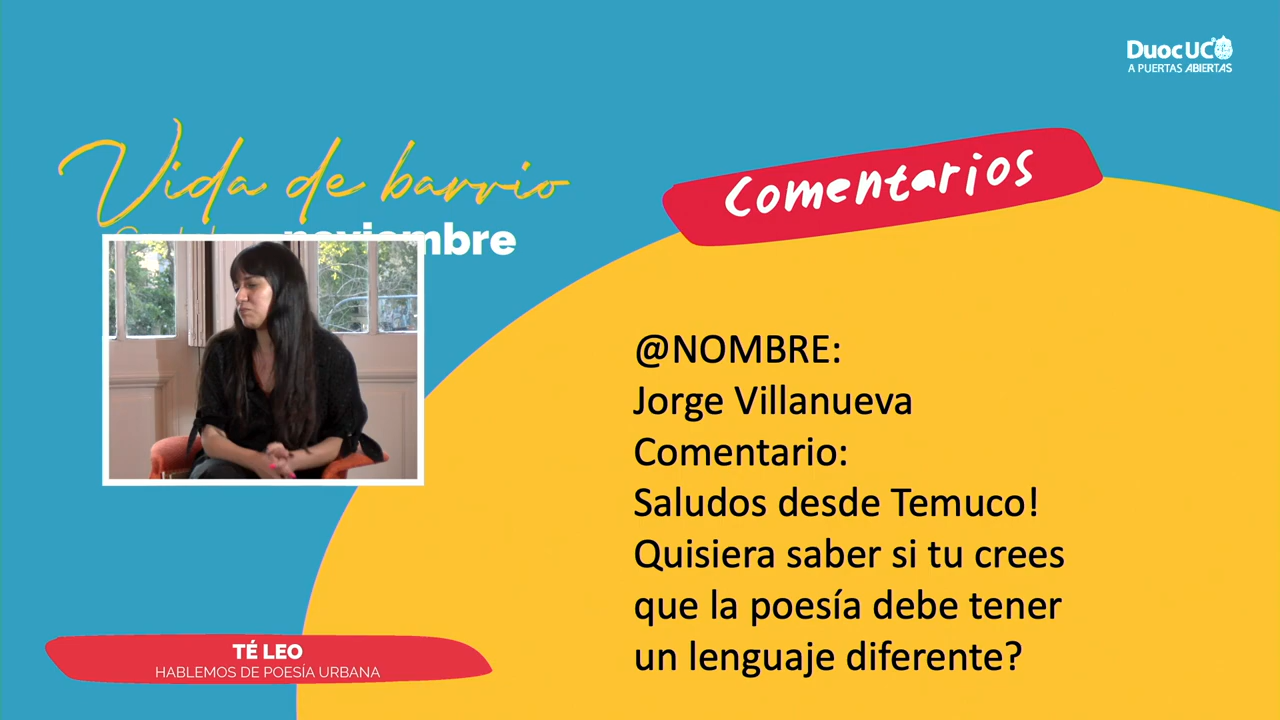 DuocUC
A PUERTAS ABIERTAS
Vida de barrio
noviembre
Comentarios
@NOMBRE:
Jorge Villanueva
Comentario:
Saludos desde Temuco!
Quisiera saber si tu crees
que la poesía debe tener
un lenguaje diferente?
TÉ LEO
HABLEMOS DE POESÍA URBANA